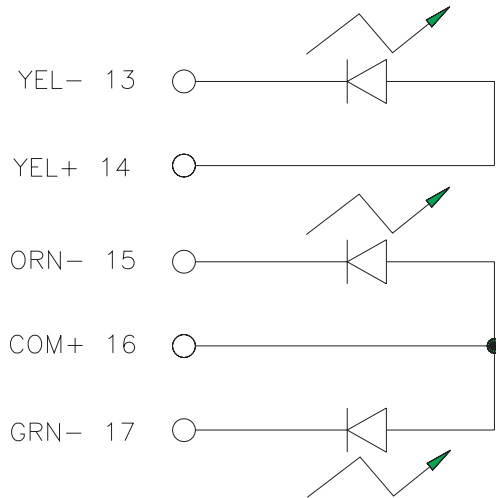 YEL- 13
YEL+ 14
ORN- 15
COM+ 16
GRN- 17